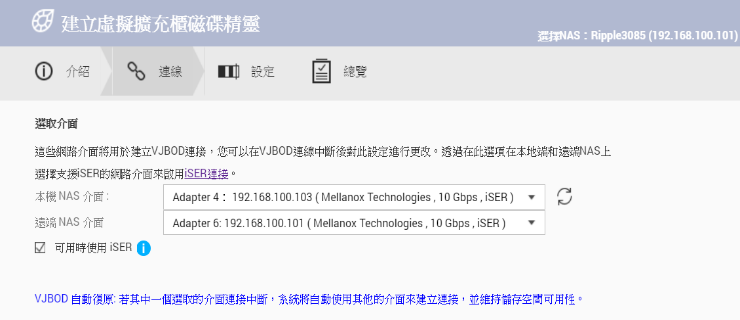 建立虛擬擴充櫃磁碟精靈
選擇NAS：Ripple3085 (192.168.100.101)
介紹 連線 設定 總覽
選取介面
這些網路介面將用於建立VJBOD連接，您可以在VJBOD連線中斷後對此設定進行更改。透過在此選項在本地端和遠端NAS上
選擇支援iSER的網路介面來啟用iSER連接。
本機 NAS 介面 :
Adapter 4： 192.168.100.103 ( Mellanox Technologies , 10 Gbps , iSER )
遠端 NAS 介面
Adapter 6: 192.168.100.101 ( Mellanox Technologies , 10 Gbps , iSER )
可用時使用 iSER
VJBOD 自動復原: 若其中一個選取的介面連接中斷，系統將自動使用其他的介面來建立連接，並維持儲存空間可用性。